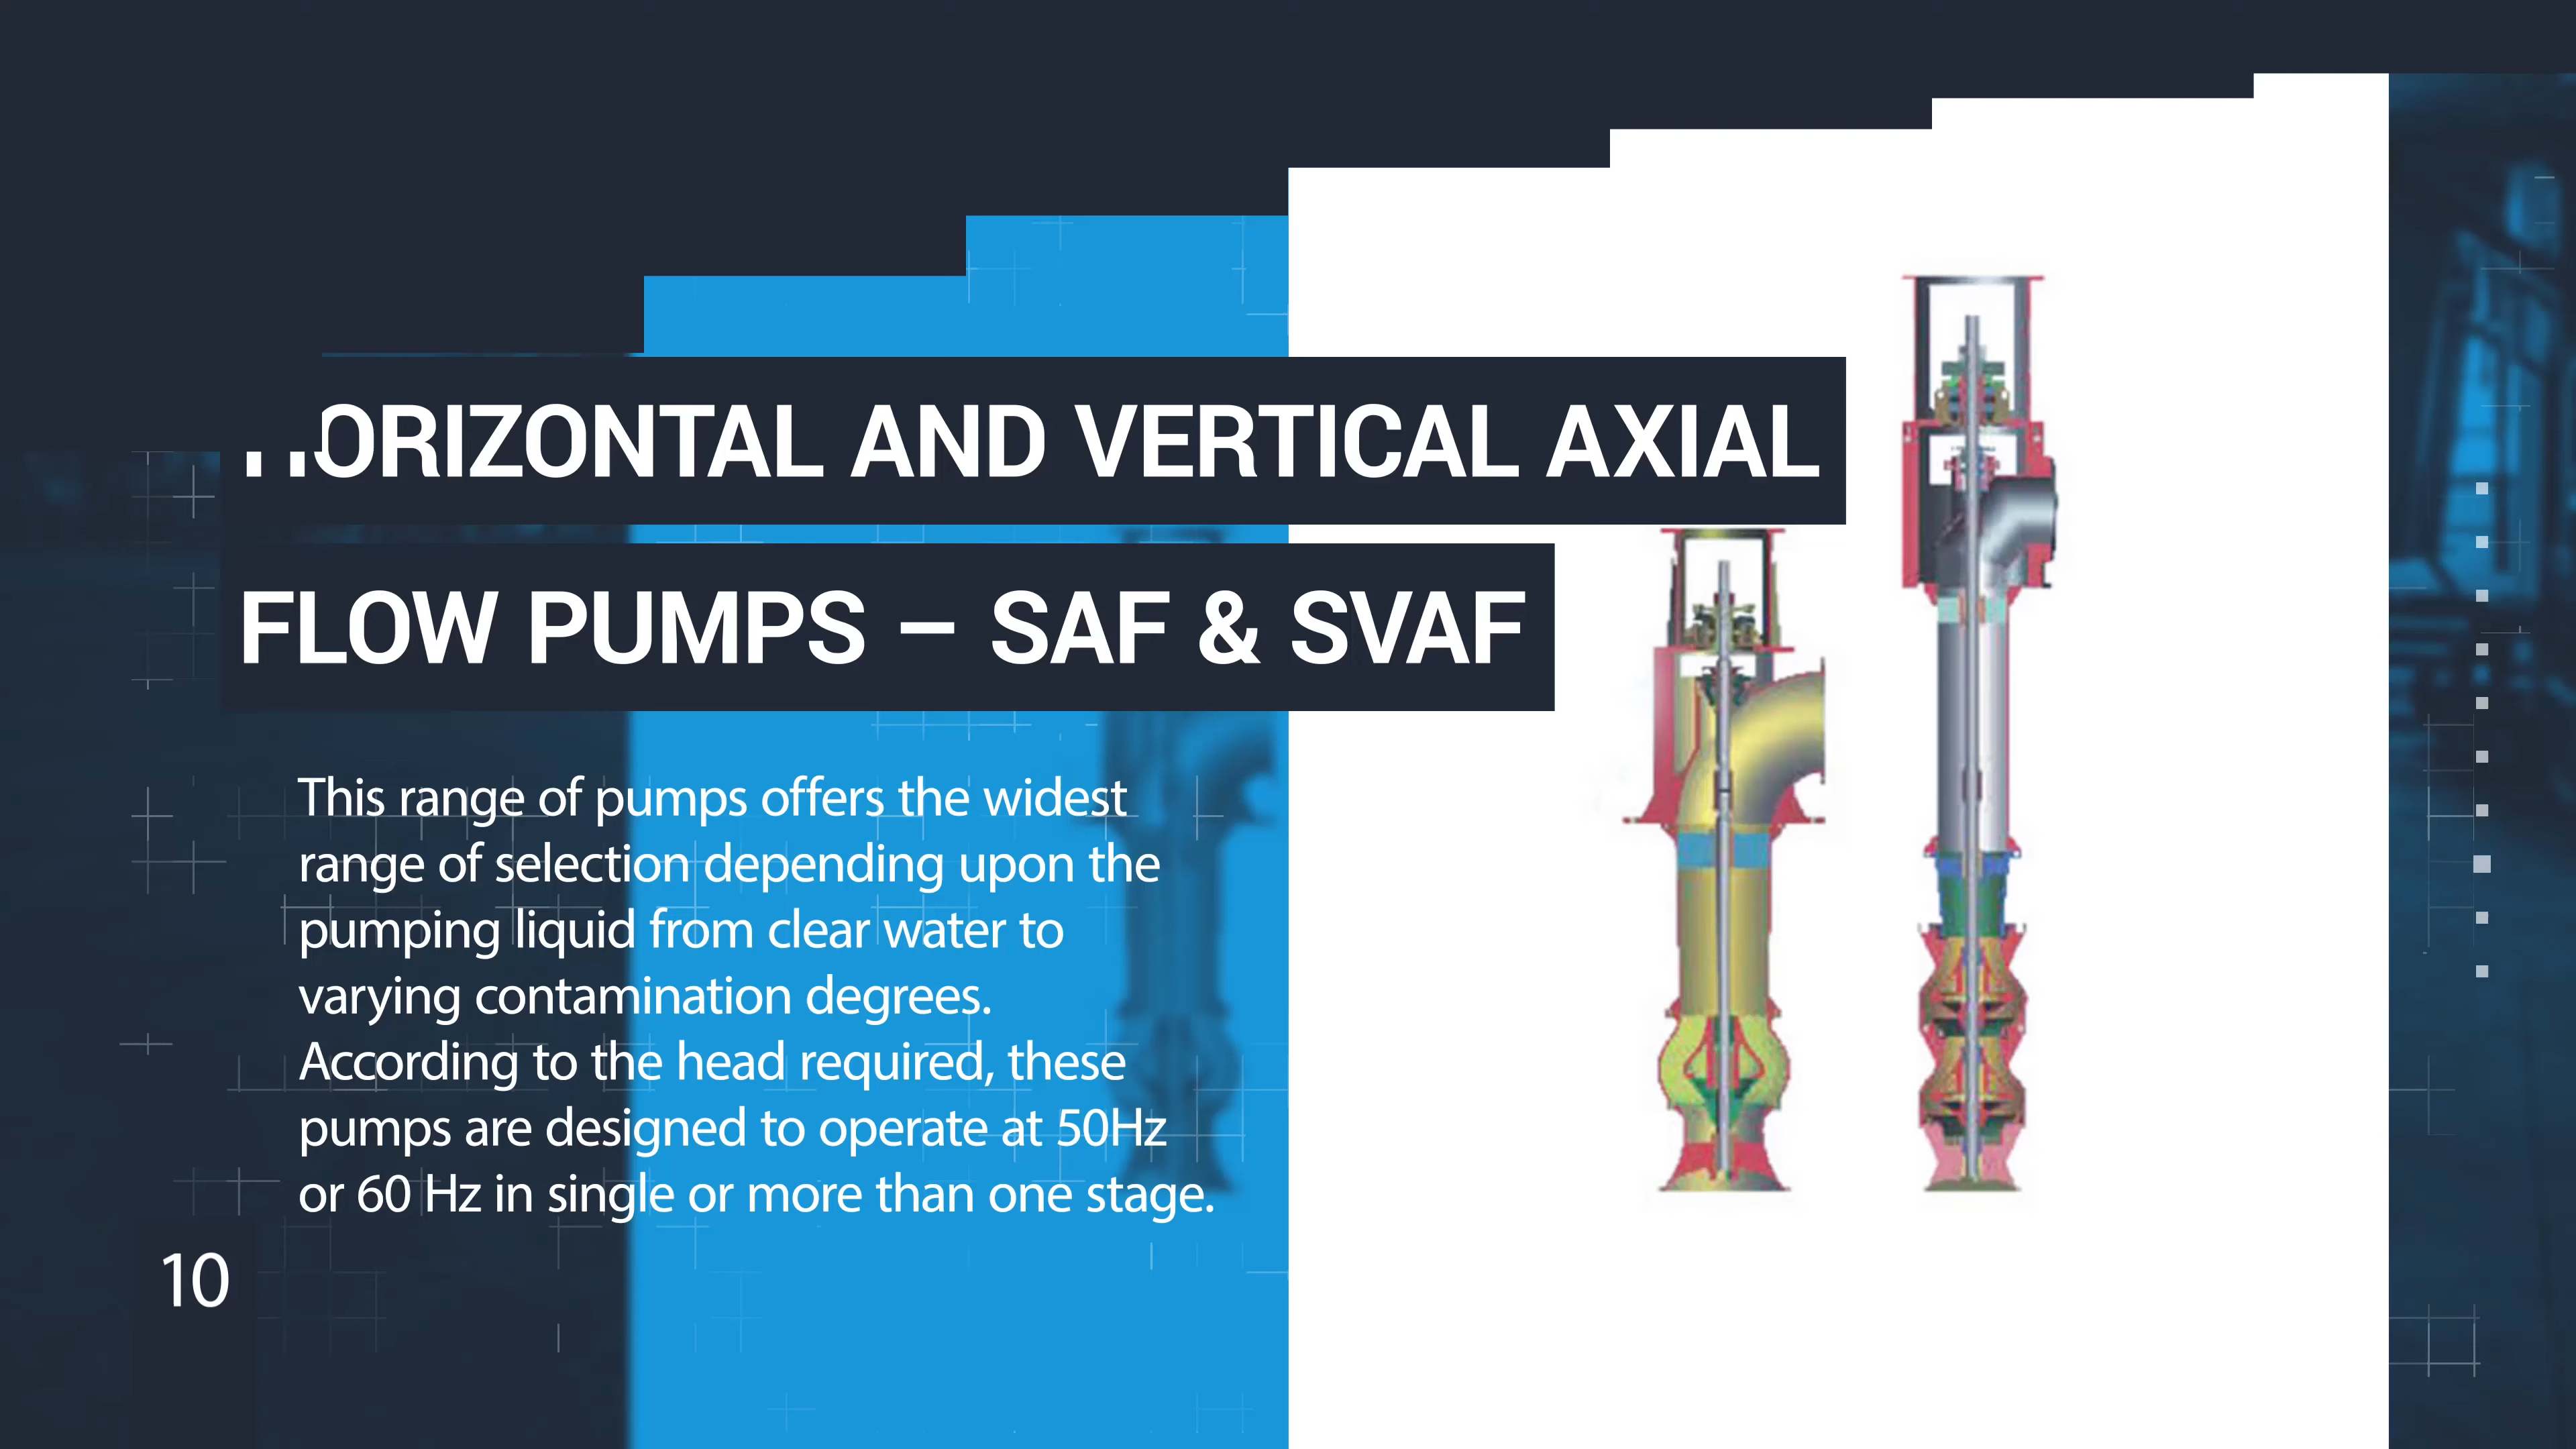 HORIZONTAL AND VERTICAL AXIAL
FLOW PUMPS – SAF & SVAF
This range of pumps offers the widest
range of selection depending upon the
pumping liquid from clear water to
varying contamination degrees.
According to the head required, these
pumps are designed to operate at 50Hz
or 60 Hz in single or more than one stage.
10